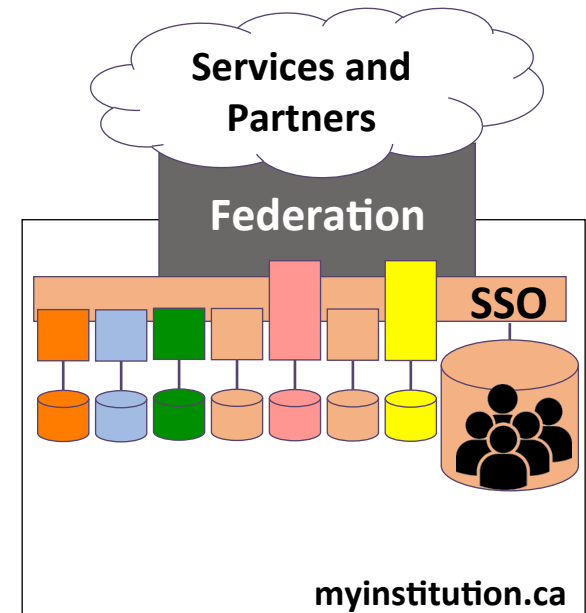 Services and
Partners
Federation
SSO
myinstitution.ca